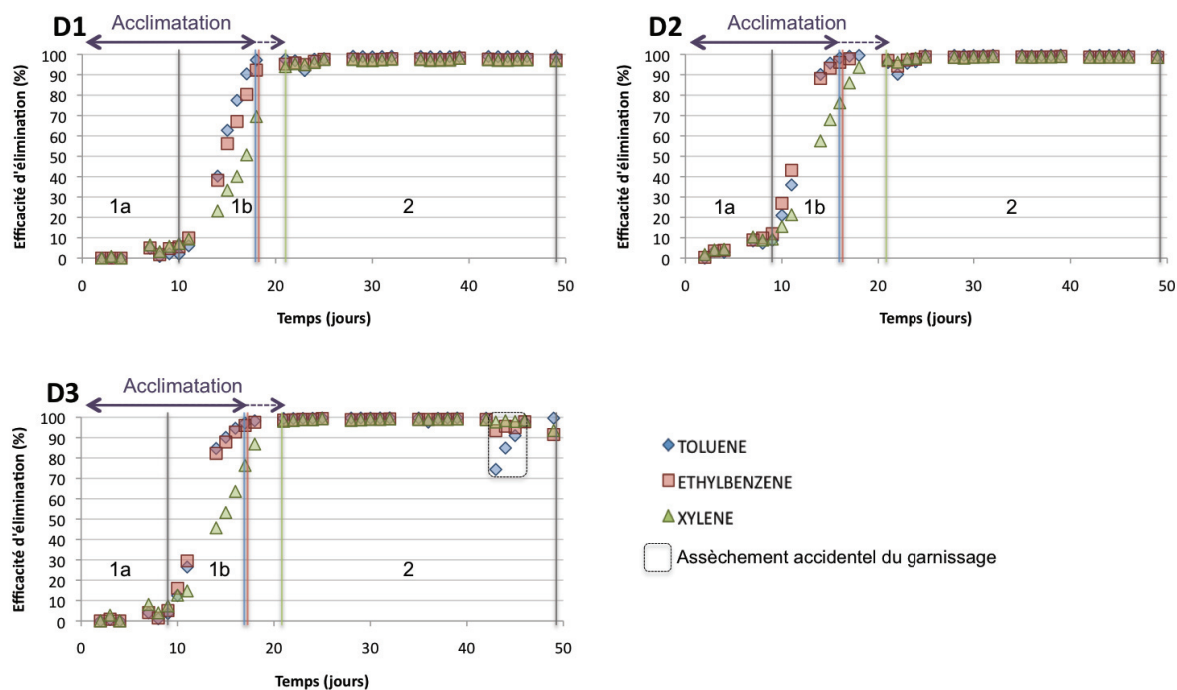 D1
Acclimatation
Efficacité d'élimination (%)
100
90
80
70
60
50
40
30
20
10
0
1a
1b
2
0 10 20 30 40 50
Temps (jours)
D2
Acclimatation
Efficacité d'élimination (%)
100
90
80
70
60
50
40
30
20
10
0
1a
1b
2
0 10 20 30 40 50
Temps (jours)
D3
Acclimatation
Efficacité d'élimination (%)
100
90
80
70
60
50
40
30
20
10
0
1a
1b
2
0 10 20 30 40 50
Temps (jours)
TOLUENE
ETHYLBENZENE
XYLENE
Assèchement accidentel du garnissage